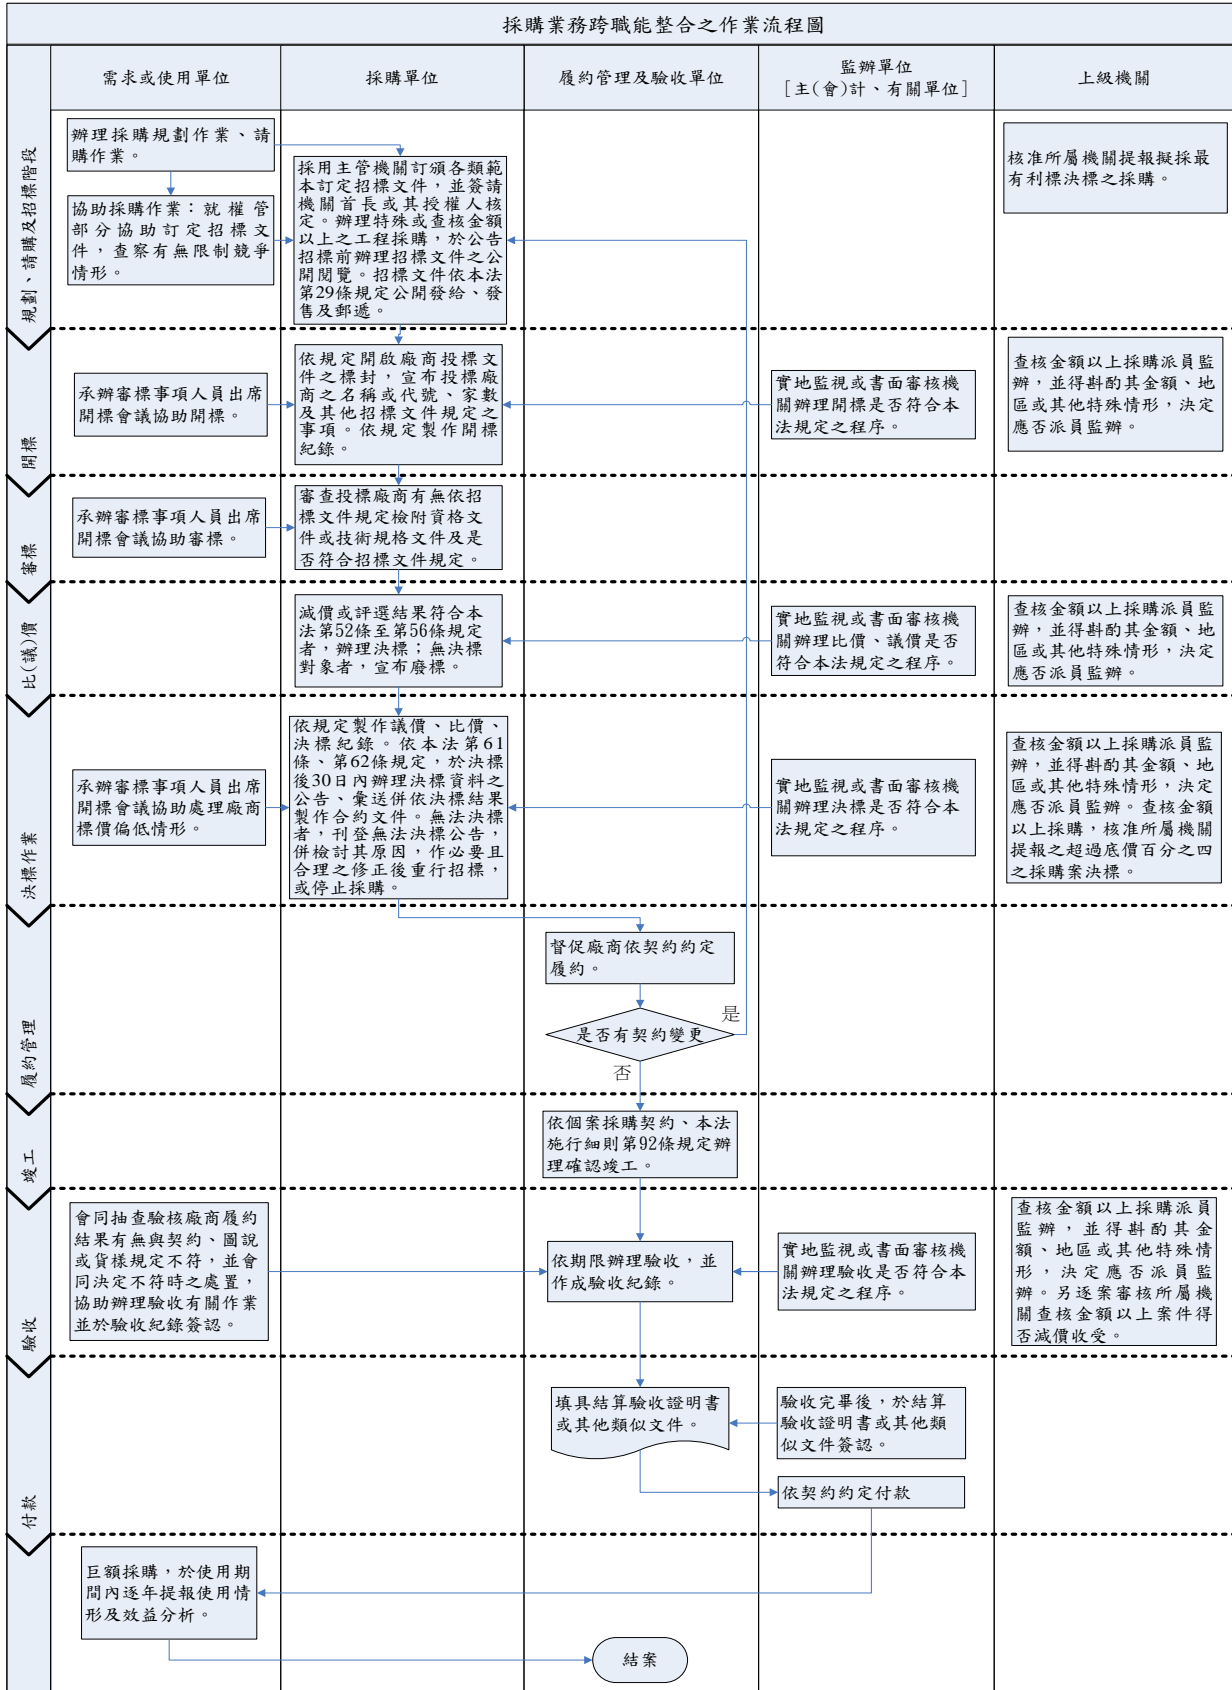 採購業務跨職能整合之作業流程圖
需求或使用單位
採購單位
履約管理及驗收單位
監辦單位
[主(會)計、有關單位]
上級機關
規劃、請購及招標階段
辦理採購規劃作業、請
購作業。
協助採購作業：就權管
部分協助訂定招標文
件，查察有無限制競爭
情形。
採用主管機關訂頒各類範
本訂定招標文件，並簽請
機關首長或其授權人核
定。辦理特殊或查核金額
以上之工程採購，於公告
招標前辦理招標文件之公
開閱覽。招標文件依本法
第29條規定公開發給、發
售及郵遞。
核准所屬機關提報擬採最
有利標決標之採購。
開標
承辦審標事項人員出席
開標會議協助開標。
依規定開啟廠商投標文
件之標封，宣布投標廠
商之名稱或代號、家數
及其他招標文件規定之
事項。依規定製作開標
紀錄。
實地監視或書面審核機
關辦理開標是否符合本
法規定之程序。
查核金額以上採購派員監
辦，並得斟酌其金額、地
區或其他特殊情形，決定
應否派員監辦。
審標
承辦審標事項人員出席
開標會議協助審標。
審查投標廠商有無依招
標文件規定檢附資格文
件或技術規格文件及是
否符合招標文件規定。
比(議)價
減價或評選結果符合本
法第52條至第56條規定
者，辦理決標；無決標
對象者，宣布廢標。
實地監視或書面審核機
關辦理比價、議價是否
符合本法規定之程序。
查核金額以上採購派員監
辦，並得斟酌其金額、地
區或其他特殊情形，決定
應否派員監辦。
決標作業
承辦審標事項人員出席
開標會議協助處理廠商
標價偏低情形。
依規定製作議價、比價、
決標紀錄。依本法第61
條、第62條規定，於決標
後30日內辦理決標資料之
公告、彙送併依決標結果
製作合約文件。無法決標
者，刊登無法決標公告，
併檢討其原因，作必要且
合理之修正後重行招標，
或停止採購。
實地監視或書面審核機
關辦理決標是否符合本
法規定之程序。
查核金額以上採購派員監
辦，並得斟酌其金額、地
區或其他特殊情形，決定
應否派員監辦。查核金額
以上採購，核准所屬機關
提報之超過底價百分之四
之採購案決標。
履約管理
督促廠商依契約約定
履約。
是否有契約變更
是
否
竣工
依個案採購契約、本法
施行細則第92條規定辦
理確認竣工。
驗收
會同抽查驗核廠商履約
結果有無與契約、圖說
或貨樣規定不符，並會
同決定不符時之處置，
協助辦理驗收有關作業
並於驗收紀錄簽認。
依期限辦理驗收，並
作成驗收紀錄。
實地監視或書面審核機
關辦理驗收是否符合本
法規定之程序。
查核金額以上採購派員
監辦，並得斟酌其金
額、地區或其他特殊情
形，決定應否派員監
辦。另逐案審核所屬機
關查核金額以上案件得
否減價收受。
付款
填具結算驗收證明書
或其他類似文件。
驗收完畢後，於結算
驗收證明書或其他類
似文件簽認。
依契約約定付款
巨額採購，於使用期
間內逐年提報使用情
形及效益分析。
結案